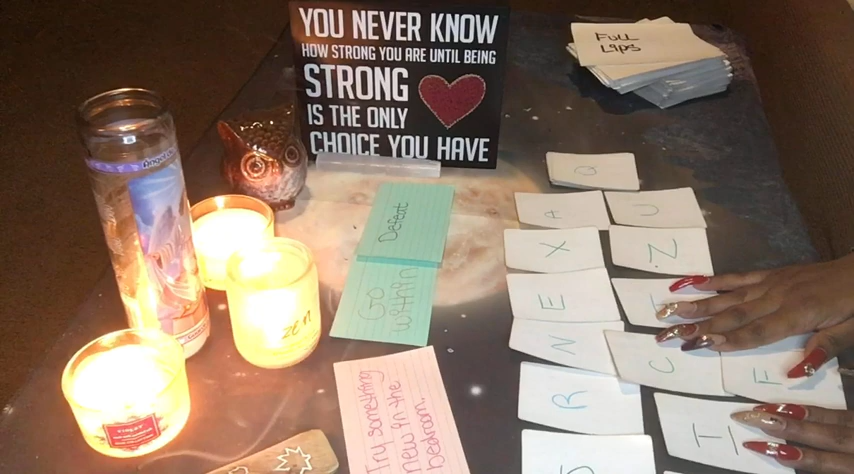 YOU NEVER KNOW
HOW STRONG YOU ARE UNTIL BEING
STRONG
IS THE ONLY
CHOICE YOU HAVE
FULL
Lips
Angel
Q
A
U
X
Z
E
N
C
F
R
I
Defeat
Go
within
Try something
new in the
bedroom.
zen